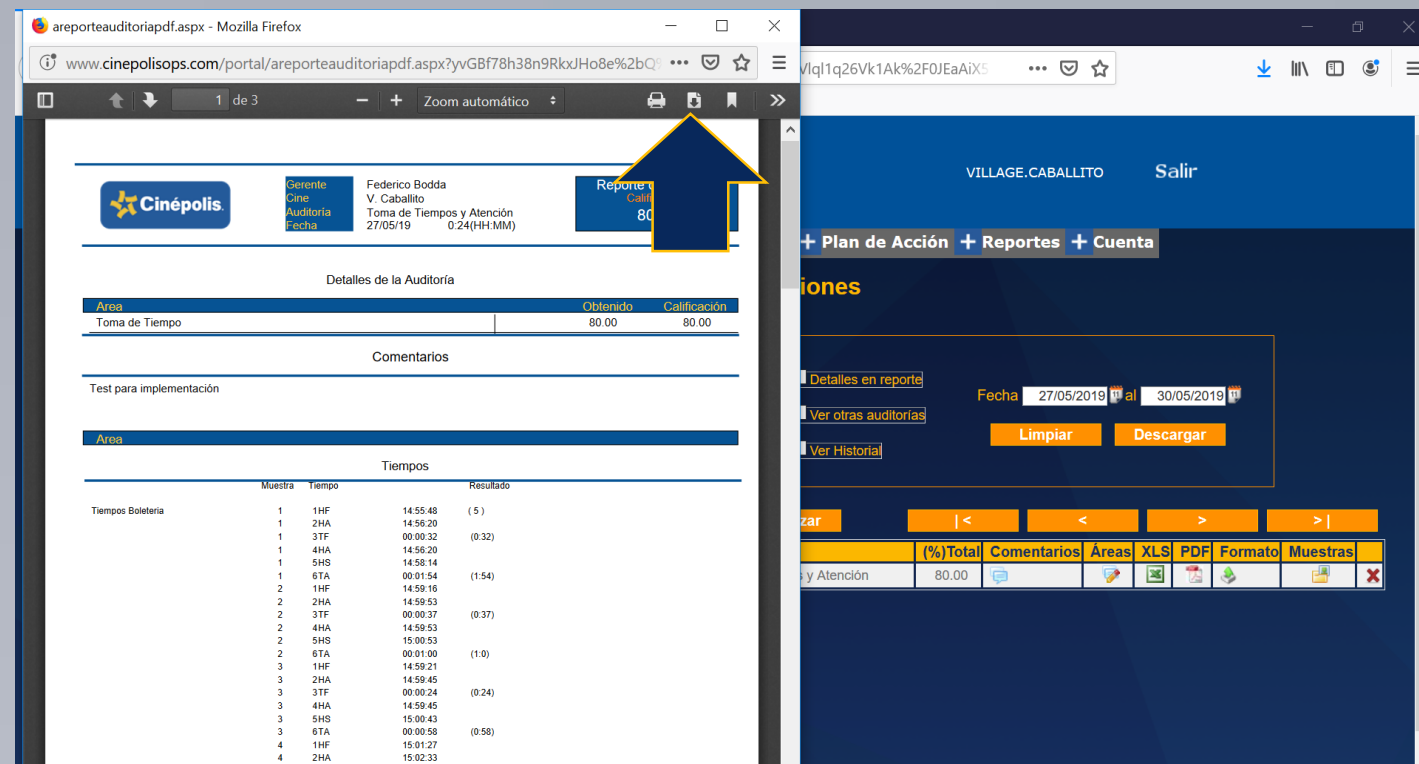 areporteauditoriapdf.aspx - Mozilla Firefox
www.cinepolisops.com/portal/areporteauditoriapdf.aspx?yvGBf78h38n9RkxJHo8e%2bQ
1 de 3
Zoom automático
Cinépolis.
Gerente Federico Bodda
Cine V. Caballito
Auditoría Toma de Tiempos y Atención
Fecha 27/05/19 0:24(HH:MM)
Reporte
80
Detalles de la Auditoría
Area Obtenido Calificación
Toma de Tiempo 80.00 80.00
Comentarios
Test para implementación
Area
Tiempos
Muestra Tiempo Resultado
Tiempos Boleteria 1 1HF 14:55:48 ( 5 )
1 2HA 14:56:20
1 3TF 00:00:32 (0:32)
1 4HA 14:56:20
1 5HS 14:58:14
1 6TA 00:01:54 (1:54)
2 1HF 14:59:16
2 2HA 14:59:53
2 3TF 00:00:37 (0:37)
2 4HA 14:59:53
2 5HS 15:00:53
2 6TA 00:01:00 (1:0)
3 1HF 14:59:21
3 2HA 14:59:45
3 3TF 00:00:24 (0:24)
3 4HA 14:59:45
3 5HS 15:00:43
3 6TA 00:00:58 (0:58)
4 1HF 15:01:27
4 2HA 15:02:33
VILLAGE.CABALLITO Salir
+ Plan de Acción + Reportes + Cuenta
iones
Detalles en reporte
Fecha 27/05/2019 al 30/05/2019
Ver otras auditorías
Limpiar Descargar
Ver Historial
zar |< < > >|
(%)Total Comentarios Áreas XLS PDF Formato Muestras
s y Atención 80.00